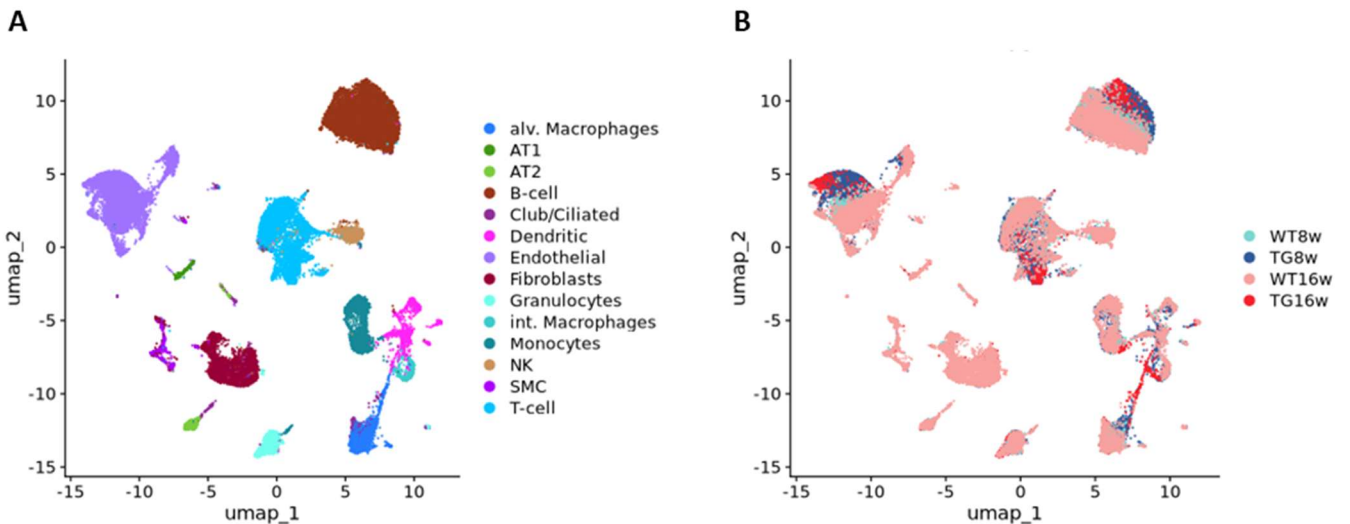 A
B
10
5
0
-5
-10
-15
umap_2
-15
-10
-5
0
5
10
umap_1
alv. Macrophages
AT1
AT2
B-cell
Club/Ciliated
Dendritic
Endothelial
Fibroblasts
Granulocytes
int. Macrophages
Monocytes
NK
SMC
T-cell
10
5
0
-5
-10
-15
umap_2
-15
-10
-5
0
5
10
umap_1
WT8w
TG8w
WT16w
TG16w